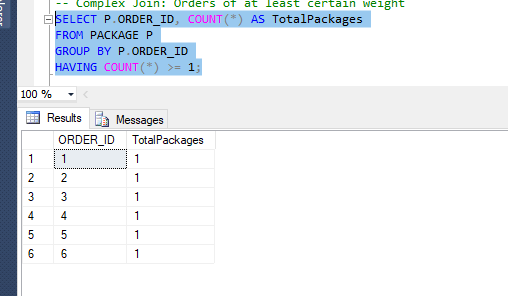 -- Complex Join: Orders of at least certain weight
SELECT P.ORDER_ID, COUNT(*) AS TotalPackages
FROM PACKAGE P
GROUP BY P.ORDER_ID
HAVING COUNT(*) >= 1;
100 %
Results Messages
ORDER_ID TotalPackages
1 1 1
2 2 1
3 3 1
4 4 1
5 5 1
6 6 1